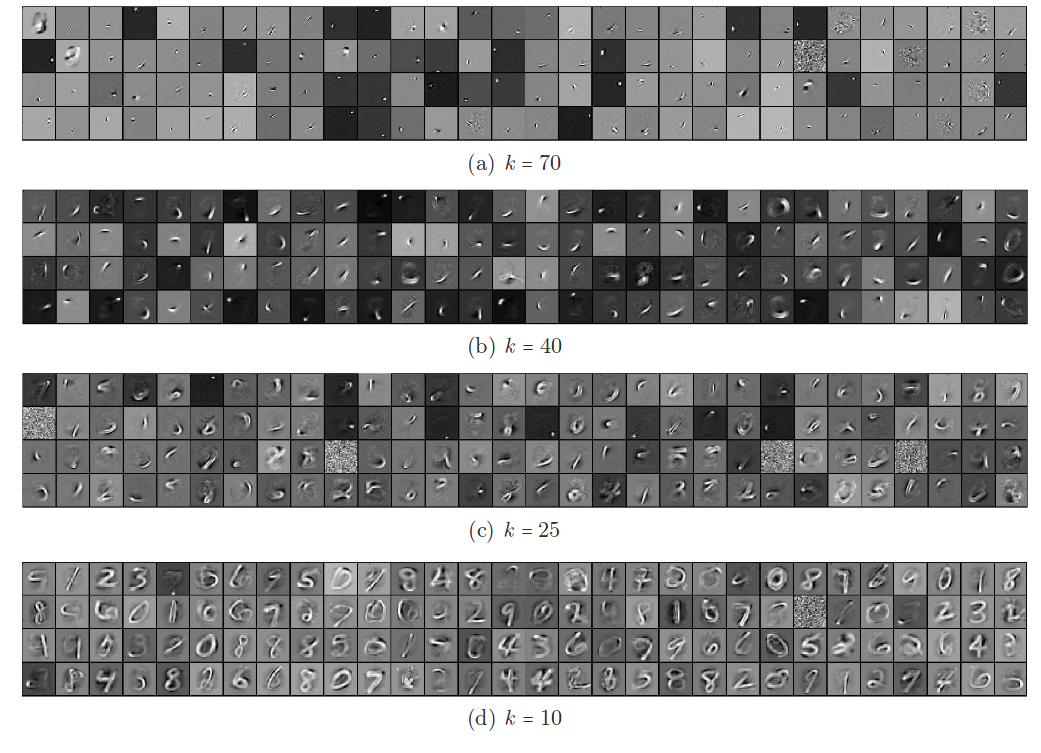 (a) k = 70
(b) k = 40
(c) k = 25
(d) k = 10